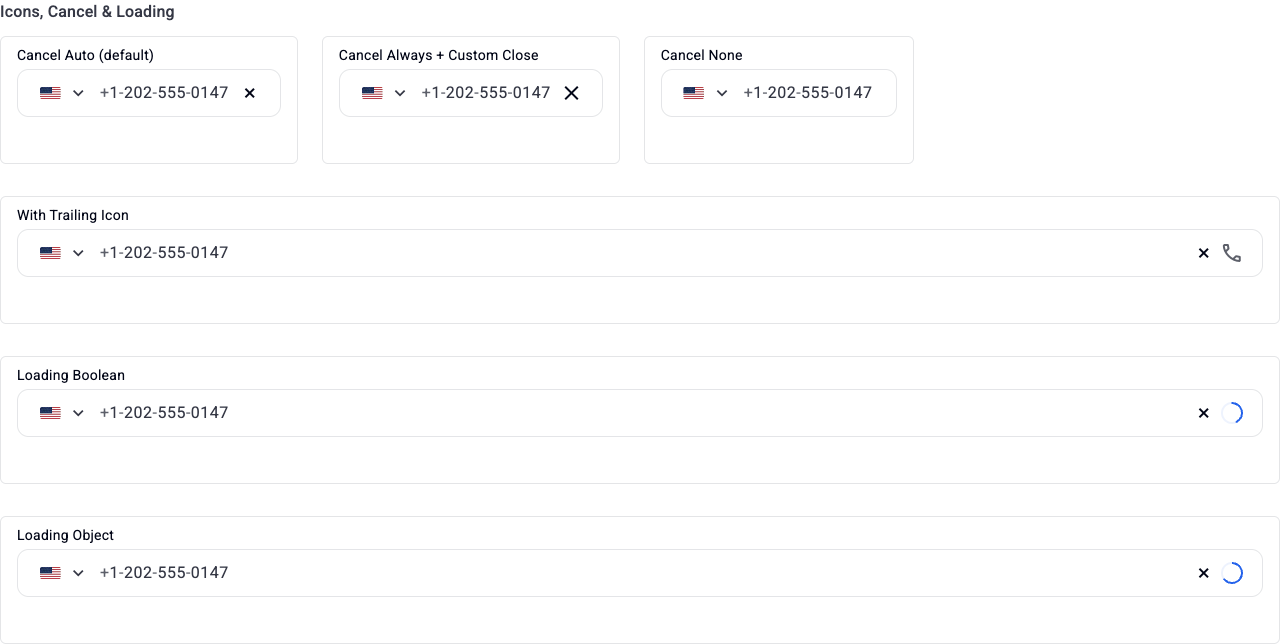 Icons, Cancel & Loading
Cancel Auto (default)
+1-202-555-0147
Cancel Always + Custom Close
+1-202-555-0147
Cancel None
+1-202-555-0147
With Trailing Icon
+1-202-555-0147
Loading Boolean
+1-202-555-0147
Loading Object
+1-202-555-0147